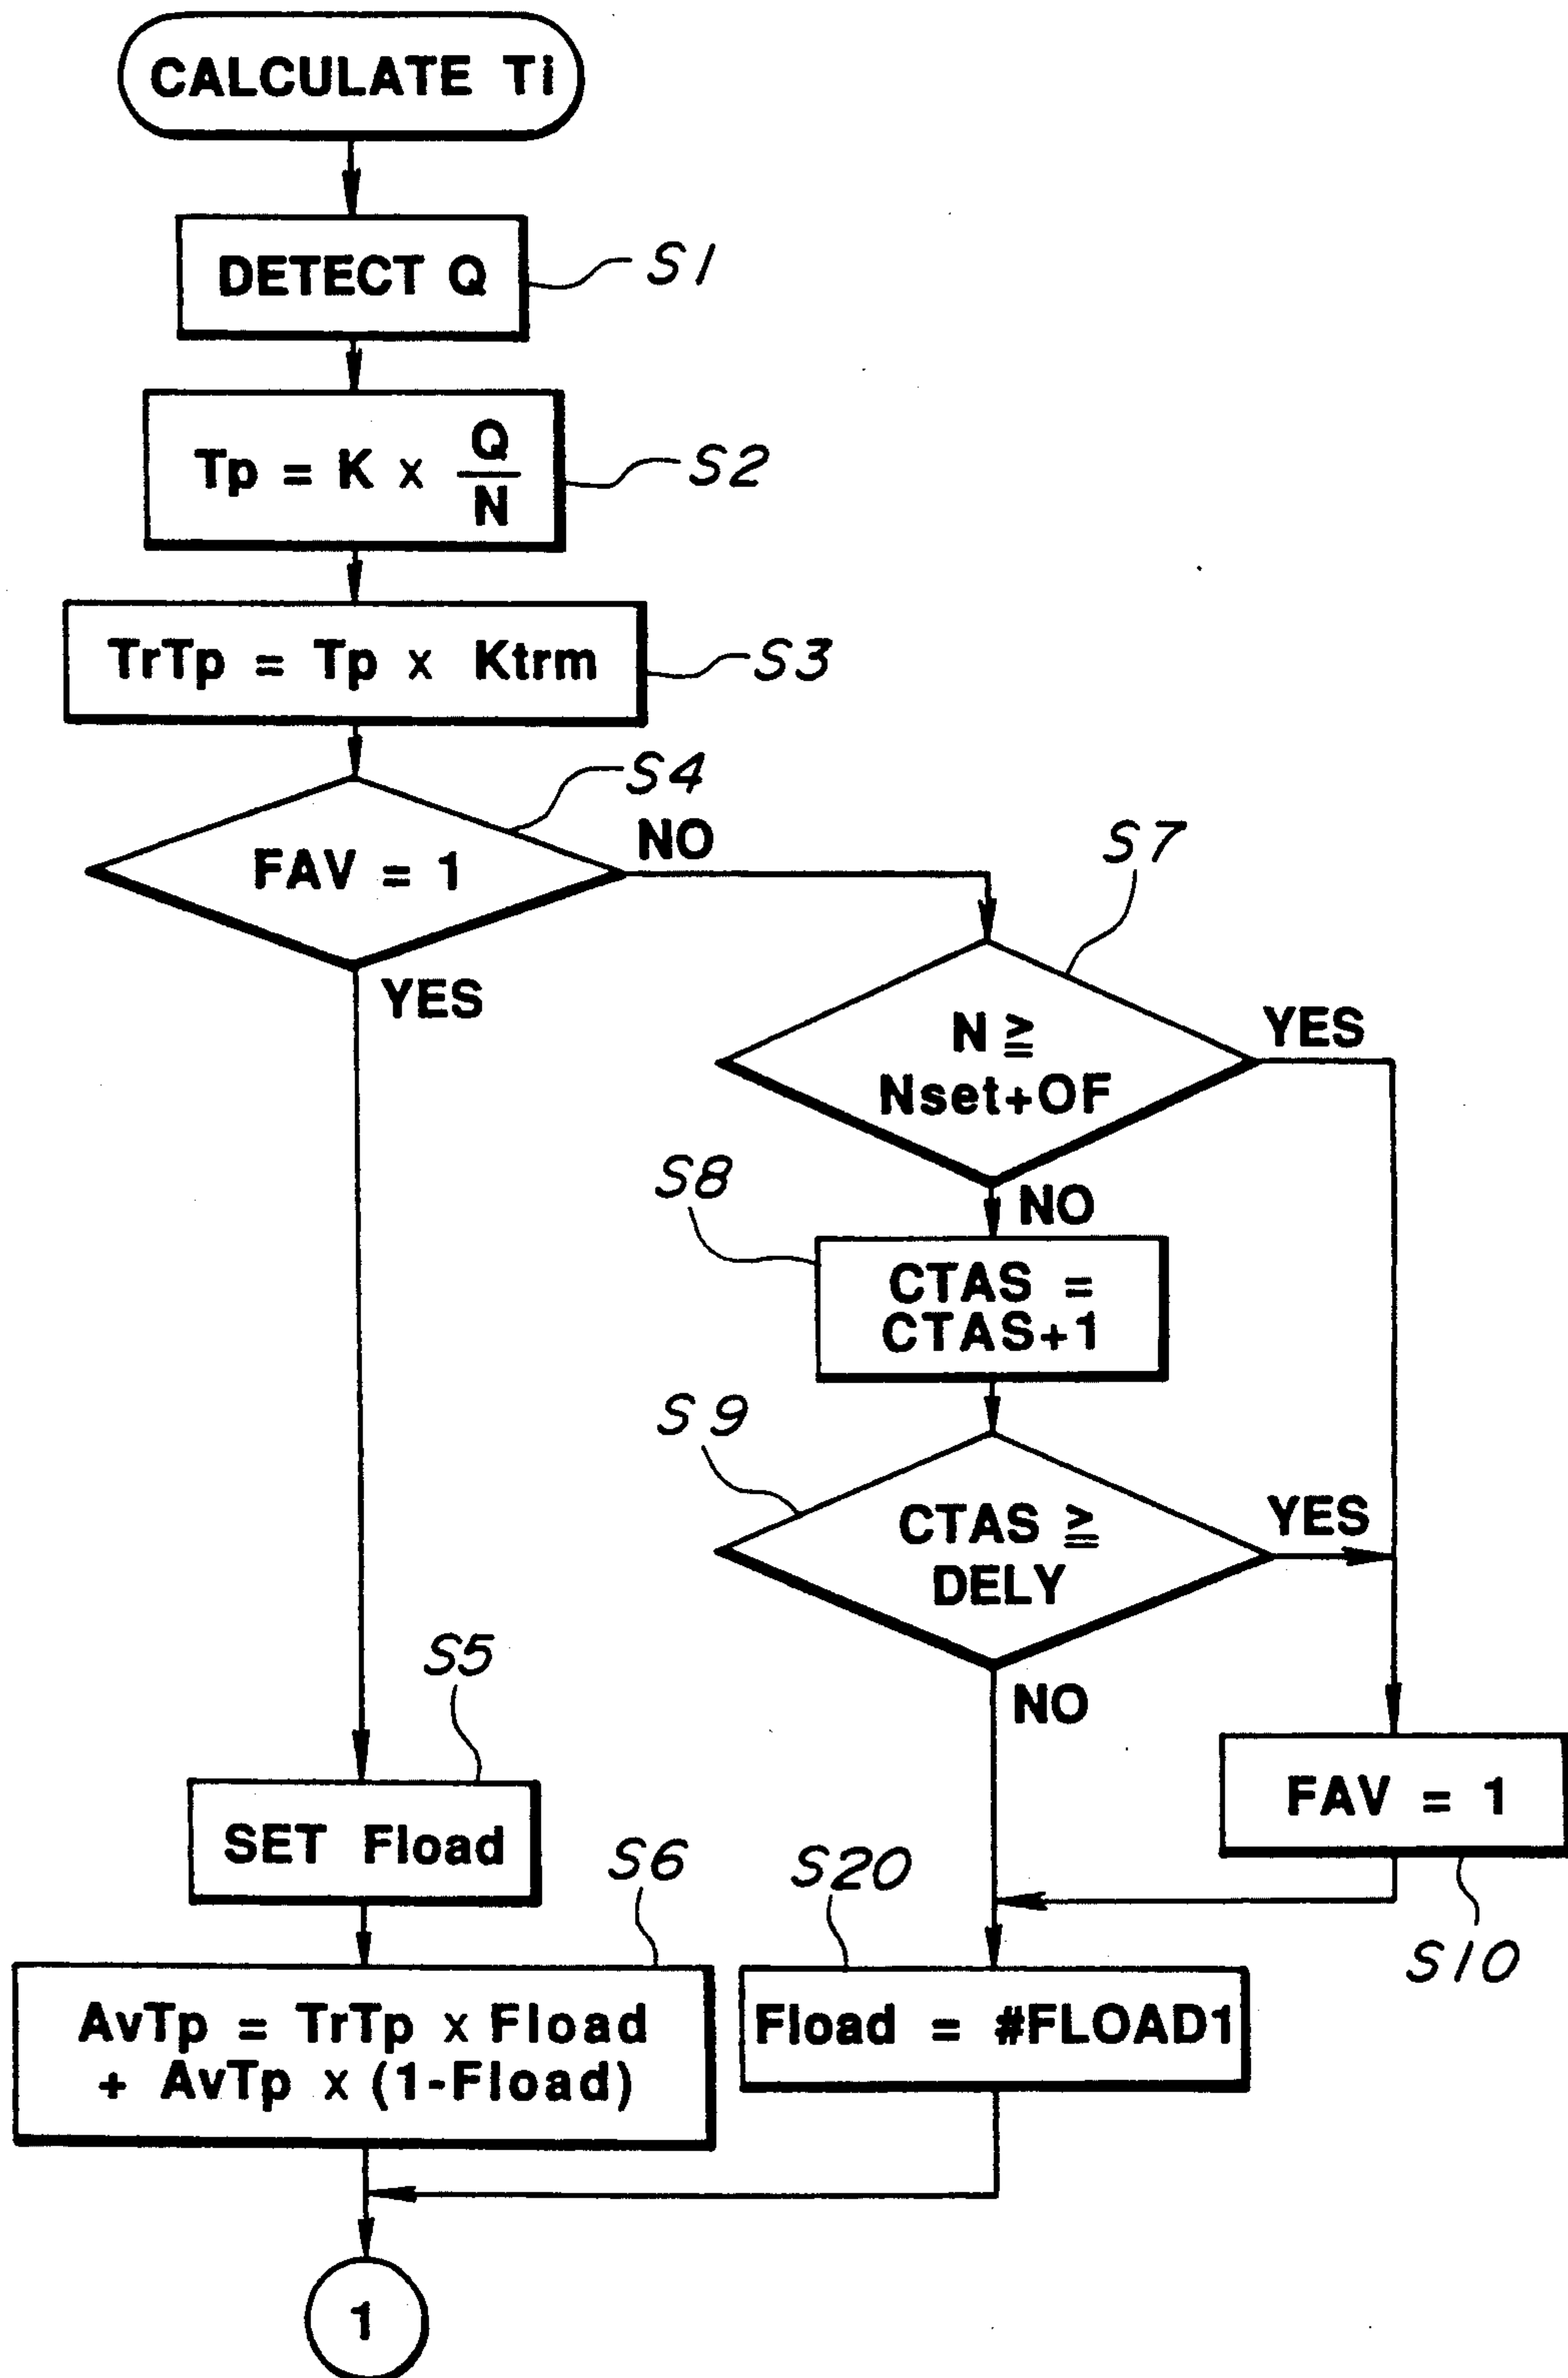 CALCULATE Ti
DETECT Q
S1
Tp = K × Q/N
S2
TrTp = Tp × Ktrm
S3
S4
FAV = 1
NO
YES
S7
N ≧
Nset+OF
YES
NO
S8
CTAS =
CTAS+1
S9
CTAS ≧
DELY
YES
NO
S5
SET Fload
FAV = 1
S10
S6
AvTp = TrTp × Fload
+ AvTp × (1-Fload)
S20
Fload = #FLOAD1
1